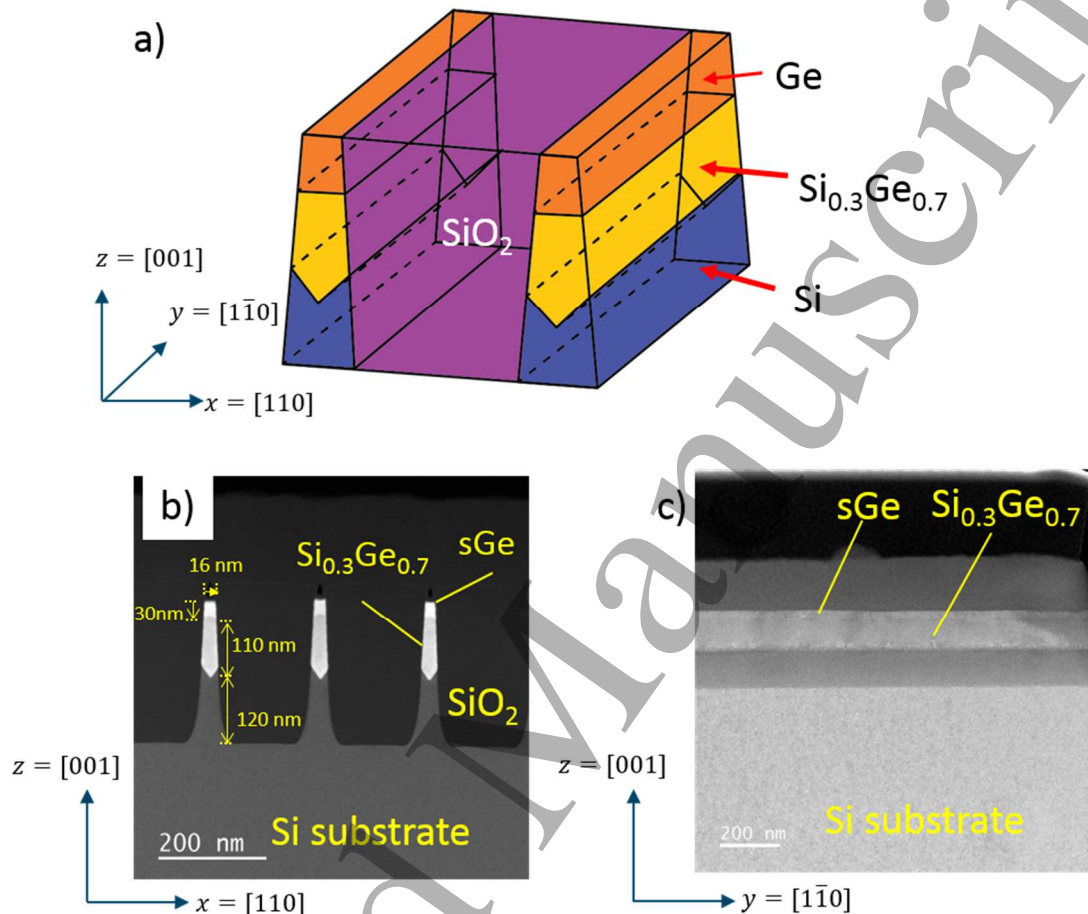 a)
Ge
Si₀.₃Ge₀.₇
SiO₂
Si
z = [001]
y = [11̄0]
x = [110]
b)
Si₀.₃Ge₀.₇
sGe
16 nm
30nm
110 nm
120 nm
SiO₂
z = [001]
Si substrate
200 nm
x = [110]
c)
sGe
Si₀.₃Ge₀.₇
z = [001]
Si substrate
200 nm
y = [11̄0]
Manuscri